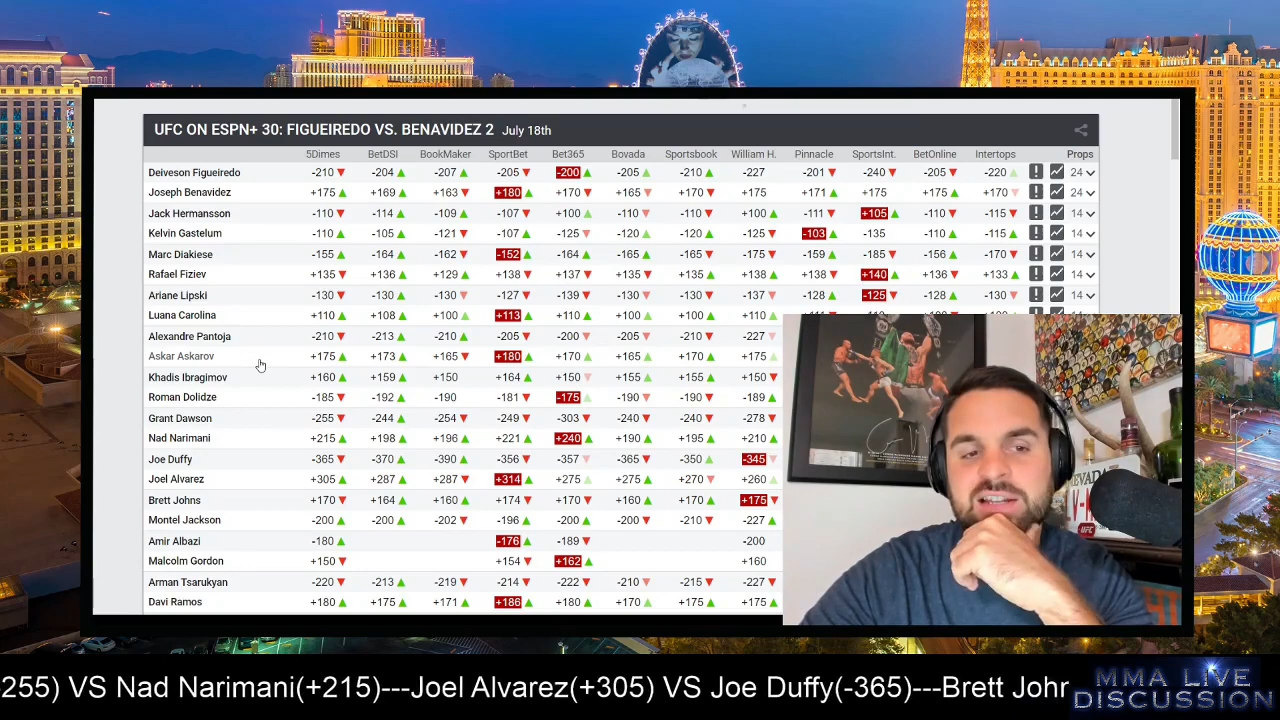 UFC ON ESPN+ 30: FIGUEIREDO VS. BENAVIDEZ 2 July 18th
5Dimes BetDSI BookMaker SportBet Bet365 Bovada Sportsbook William H. Pinnacle SportsInt. BetOnline Intertops Props
Deiveson Figueiredo -210 -204 -207 -205 -200 -205 -210 -227 -201 -240 -205 -220 24
Joseph Benavidez +175 +169 +163 +180 +170 +165 +170 +175 +171 +175 +175 +170 24
Jack Hermansson -110 -114 -109 -107 +100 -110 -110 +100 -111 +105 -110 -115 14
Kelvin Gastelum -110 -105 -121 -107 -125 -120 -120 -125 -103 -135 -110 -115 14
Marc Diakiese -155 -164 -162 -152 -164 -165 -165 -175 -159 -185 -156 -170 14
Rafael Fiziev +135 +136 +129 +138 +137 +135 +135 +138 +138 +140 +136 +133 14
Ariane Lipski -130 -130 -130 -127 -139 -130 -130 -137 -128 -125 -128 -130 14
Luana Carolina +110 +108 +100 +113 +110 +100 +100 +110
Alexandre Pantoja -210 -213 -210 -205 -200 -205 -210 -227
Askar Askarov +175 +173 +165 +180 +170 +165 +170 +175
Khadis Ibragimov +160 +159 +150 +164 +150 +155 +155 +150
Roman Dolidze -185 -192 -190 -181 -175 -190 -190 -189
Grant Dawson -255 -244 -254 -249 -303 -240 -240 -278
Nad Narimani +215 +198 +196 +221 +240 +190 +195 +210
Joe Duffy -365 -370 -390 -356 -357 -365 -350 -345
Joel Alvarez +305 +287 +287 +314 +275 +275 +270 +260
Brett Johns +170 +164 +160 +174 +170 +160 +170 +175
Montel Jackson -200 -200 -202 -196 -200 -200 -210 -227
Amir Albazi -180 -176 -189 -200
Malcolm Gordon +150 +154 +162 +160
Arman Tsarukyan -220 -213 -219 -214 -222 -210 -215 -227
Davi Ramos +180 +175 +171 +186 +180 +170 +175 +175
255) VS Nad Narimani(+215)---Joel Alvarez(+305) VS Joe Duffy(-365)---Brett Johr
MMA LIVE
DISCUSSION